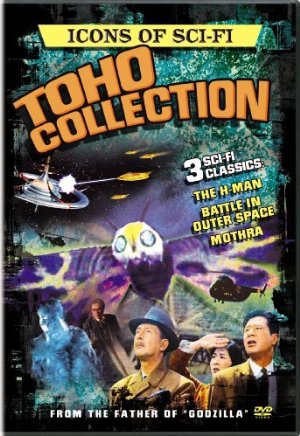 ICONS OF SCI-FI
TOHO
COLLECTION
3 SCI-FI
CLASSICS
THE H-MAN
BATTLE IN
OUTER SPACE
MOTHRA
FROM THE FATHER OF "GODZILLA"
DVD
VIDEO